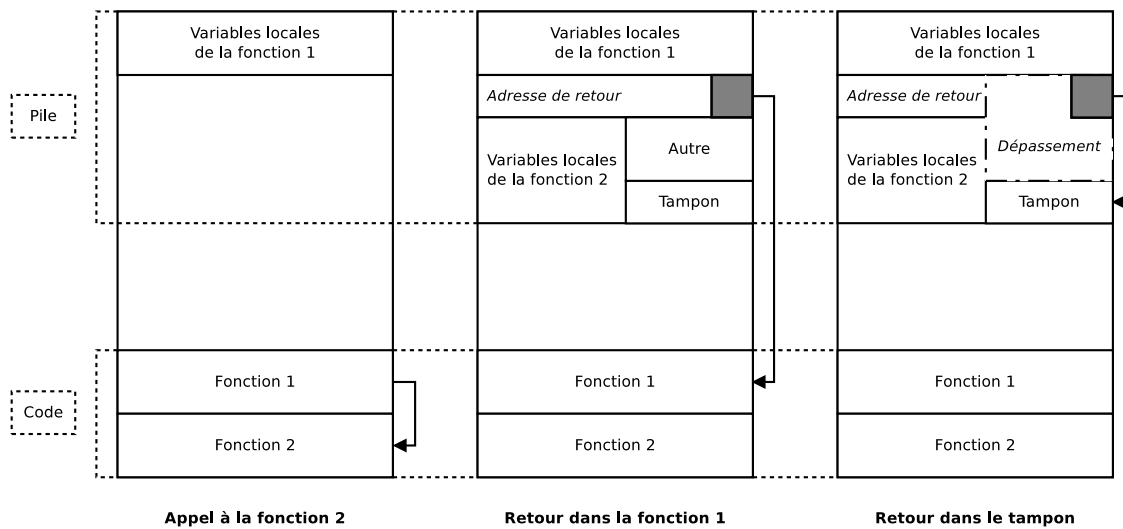 Variables locales
de la fonction 1
Variables locales
de la fonction 1
Variables locales
de la fonction 1
Pile
Adresse de retour
Adresse de retour
Variables locales
de la fonction 2
Autre
Variables locales
de la fonction 2
Dépassement
Tampon
Tampon
Code
Fonction 1
Fonction 1
Fonction 1
Fonction 2
Fonction 2
Fonction 2
Appel à la fonction 2
Retour dans la fonction 1
Retour dans le tampon